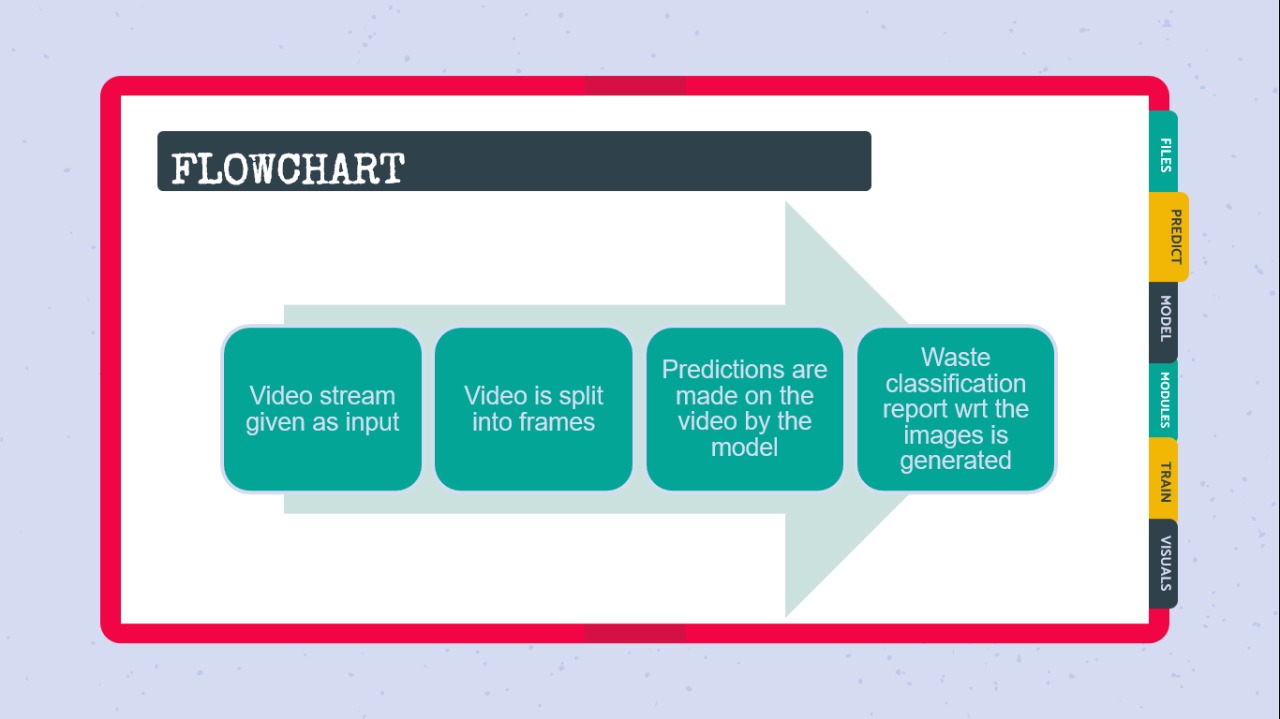 FLOWCHART
Video stream
given as input
Video is split
into frames
Predictions are
made on the
video by the
model
Waste
classification
report wrt the
images is
generated
FILES
PREDICT
MODEL
MODULES
TRAIN
VISUALS